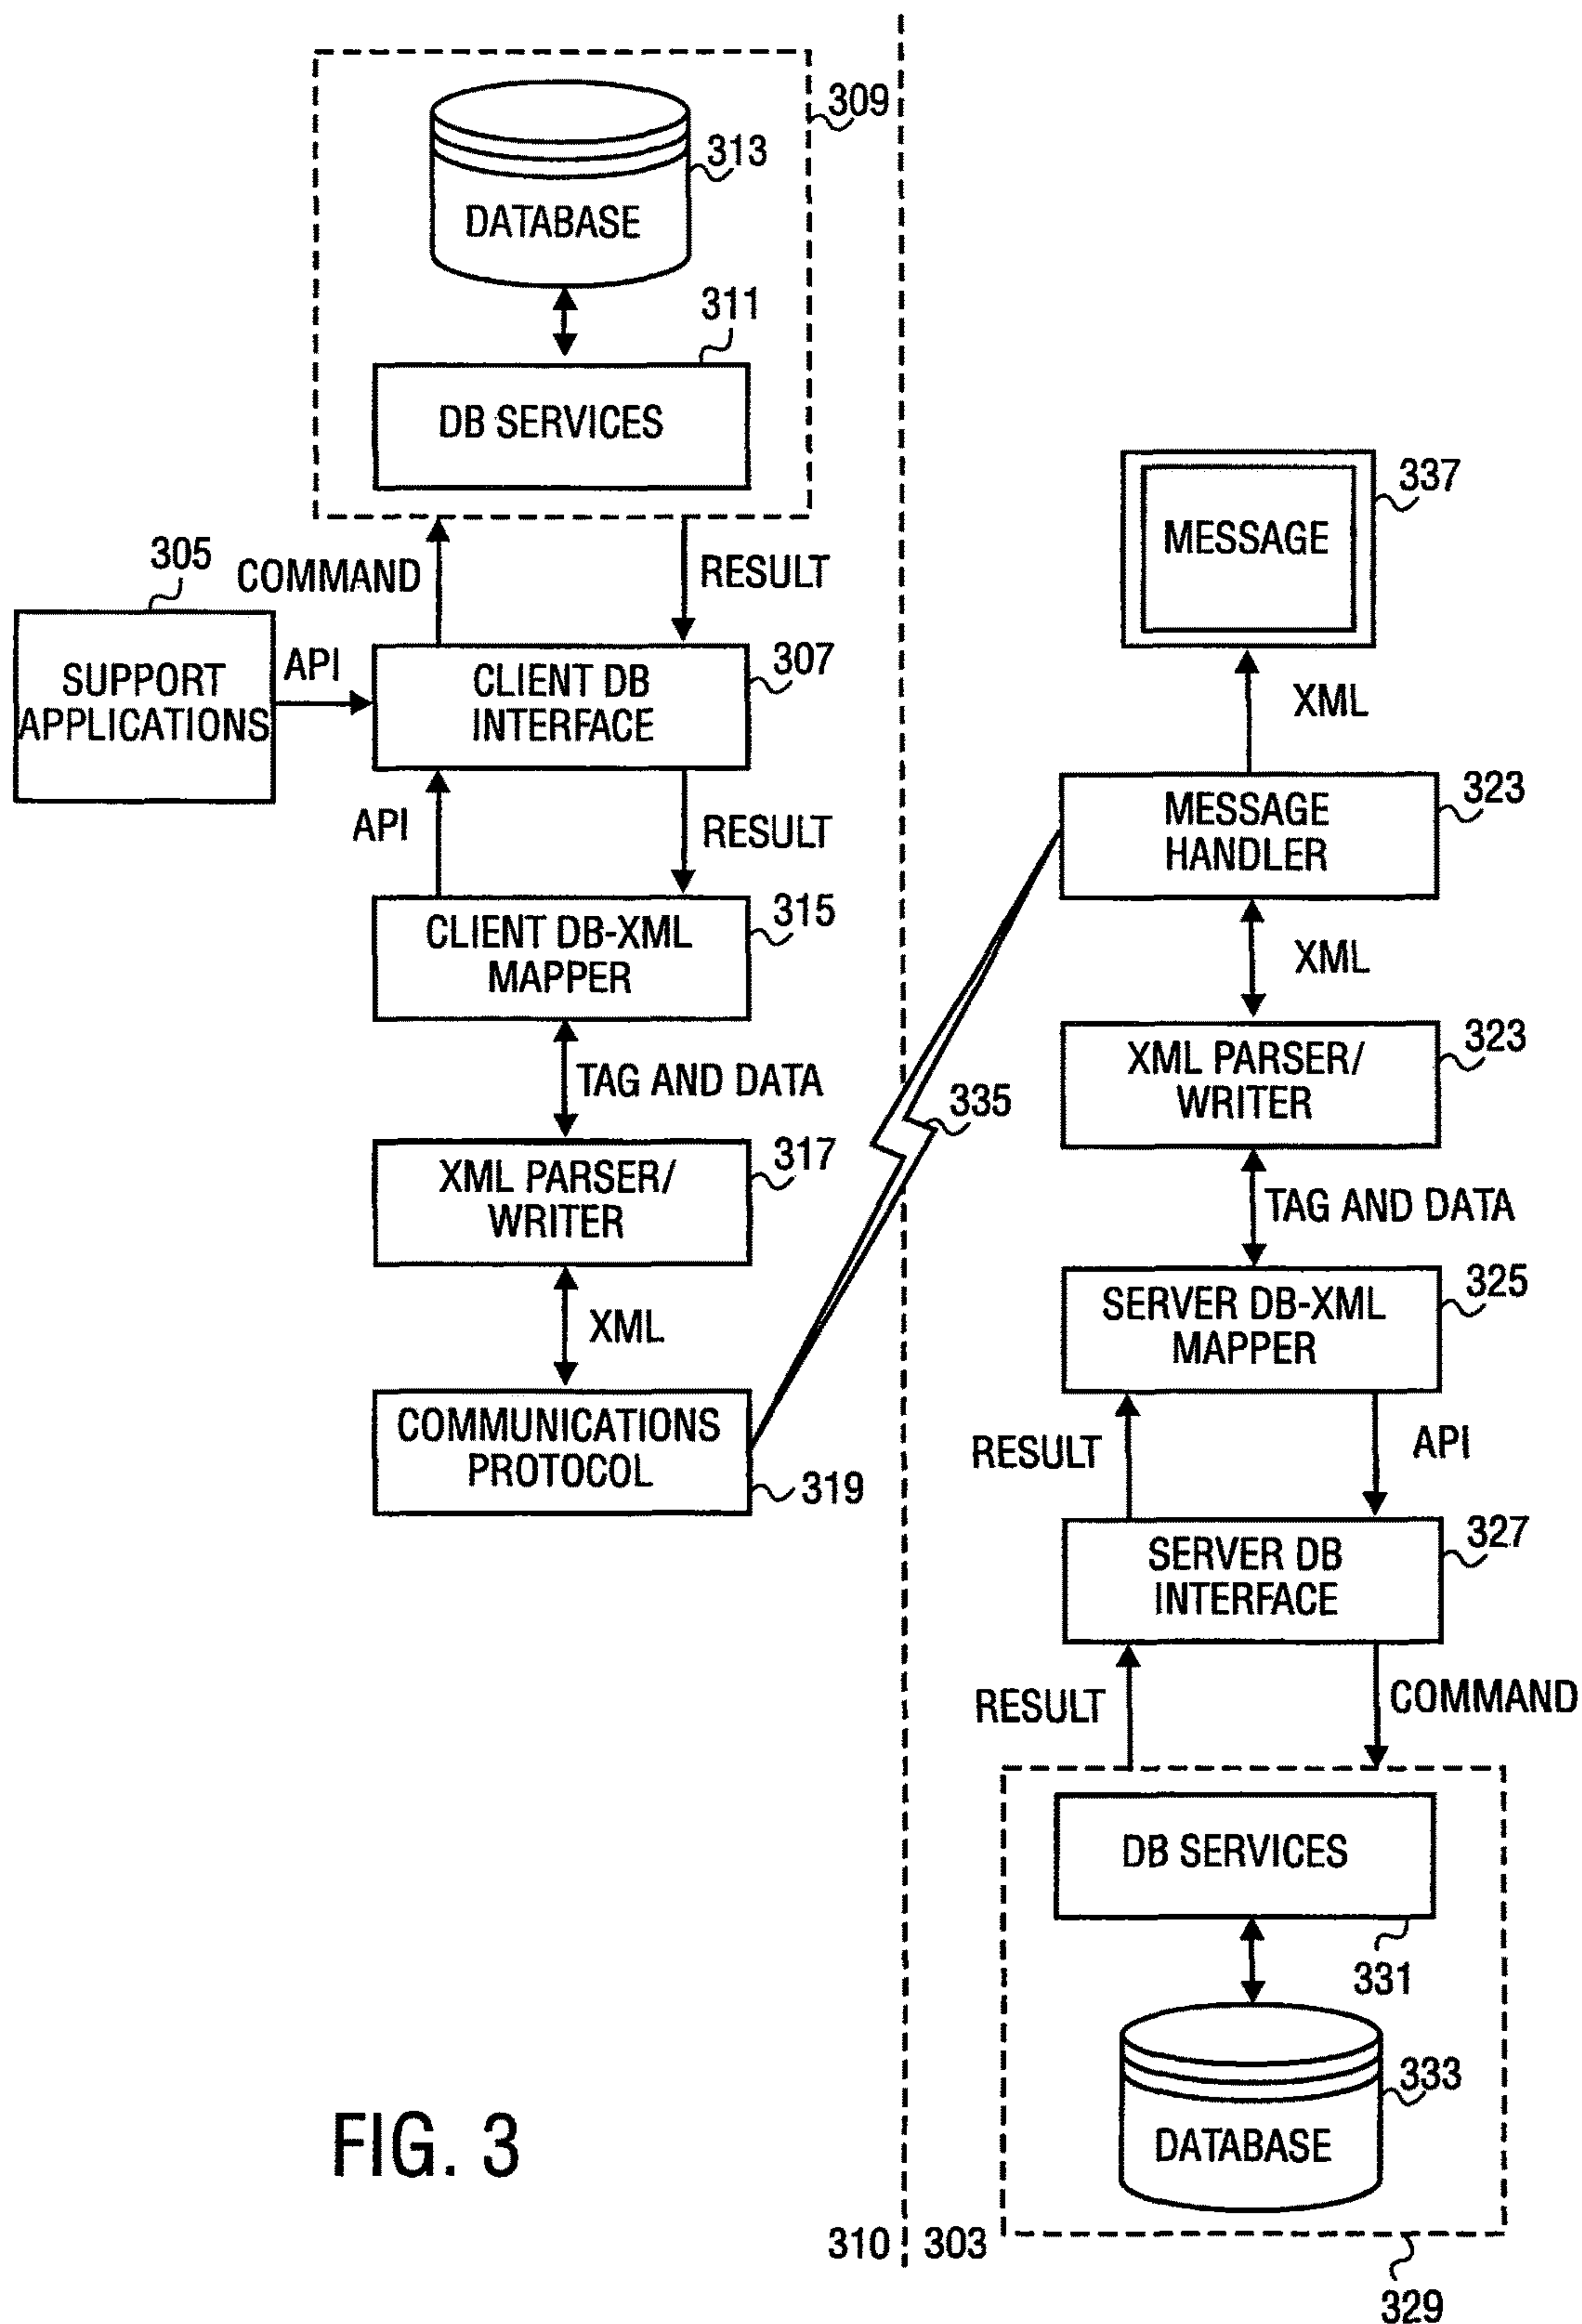 309
313
DATABASE
311
DB SERVICES
305
COMMAND
RESULT
SUPPORT
APPLICATIONS
API
CLIENT DB
INTERFACE
307
API
RESULT
CLIENT DB-XML
MAPPER
315
TAG AND DATA
XML PARSER/
WRITER
317
XML
COMMUNICATIONS
PROTOCOL
319
335
337
MESSAGE
XML
MESSAGE
HANDLER
323
XML
XML PARSER/
WRITER
323
TAG AND DATA
SERVER DB-XML
MAPPER
325
RESULT
API
SERVER DB
INTERFACE
327
RESULT
COMMAND
DB SERVICES
331
333
DATABASE
FIG. 3
310
303
329